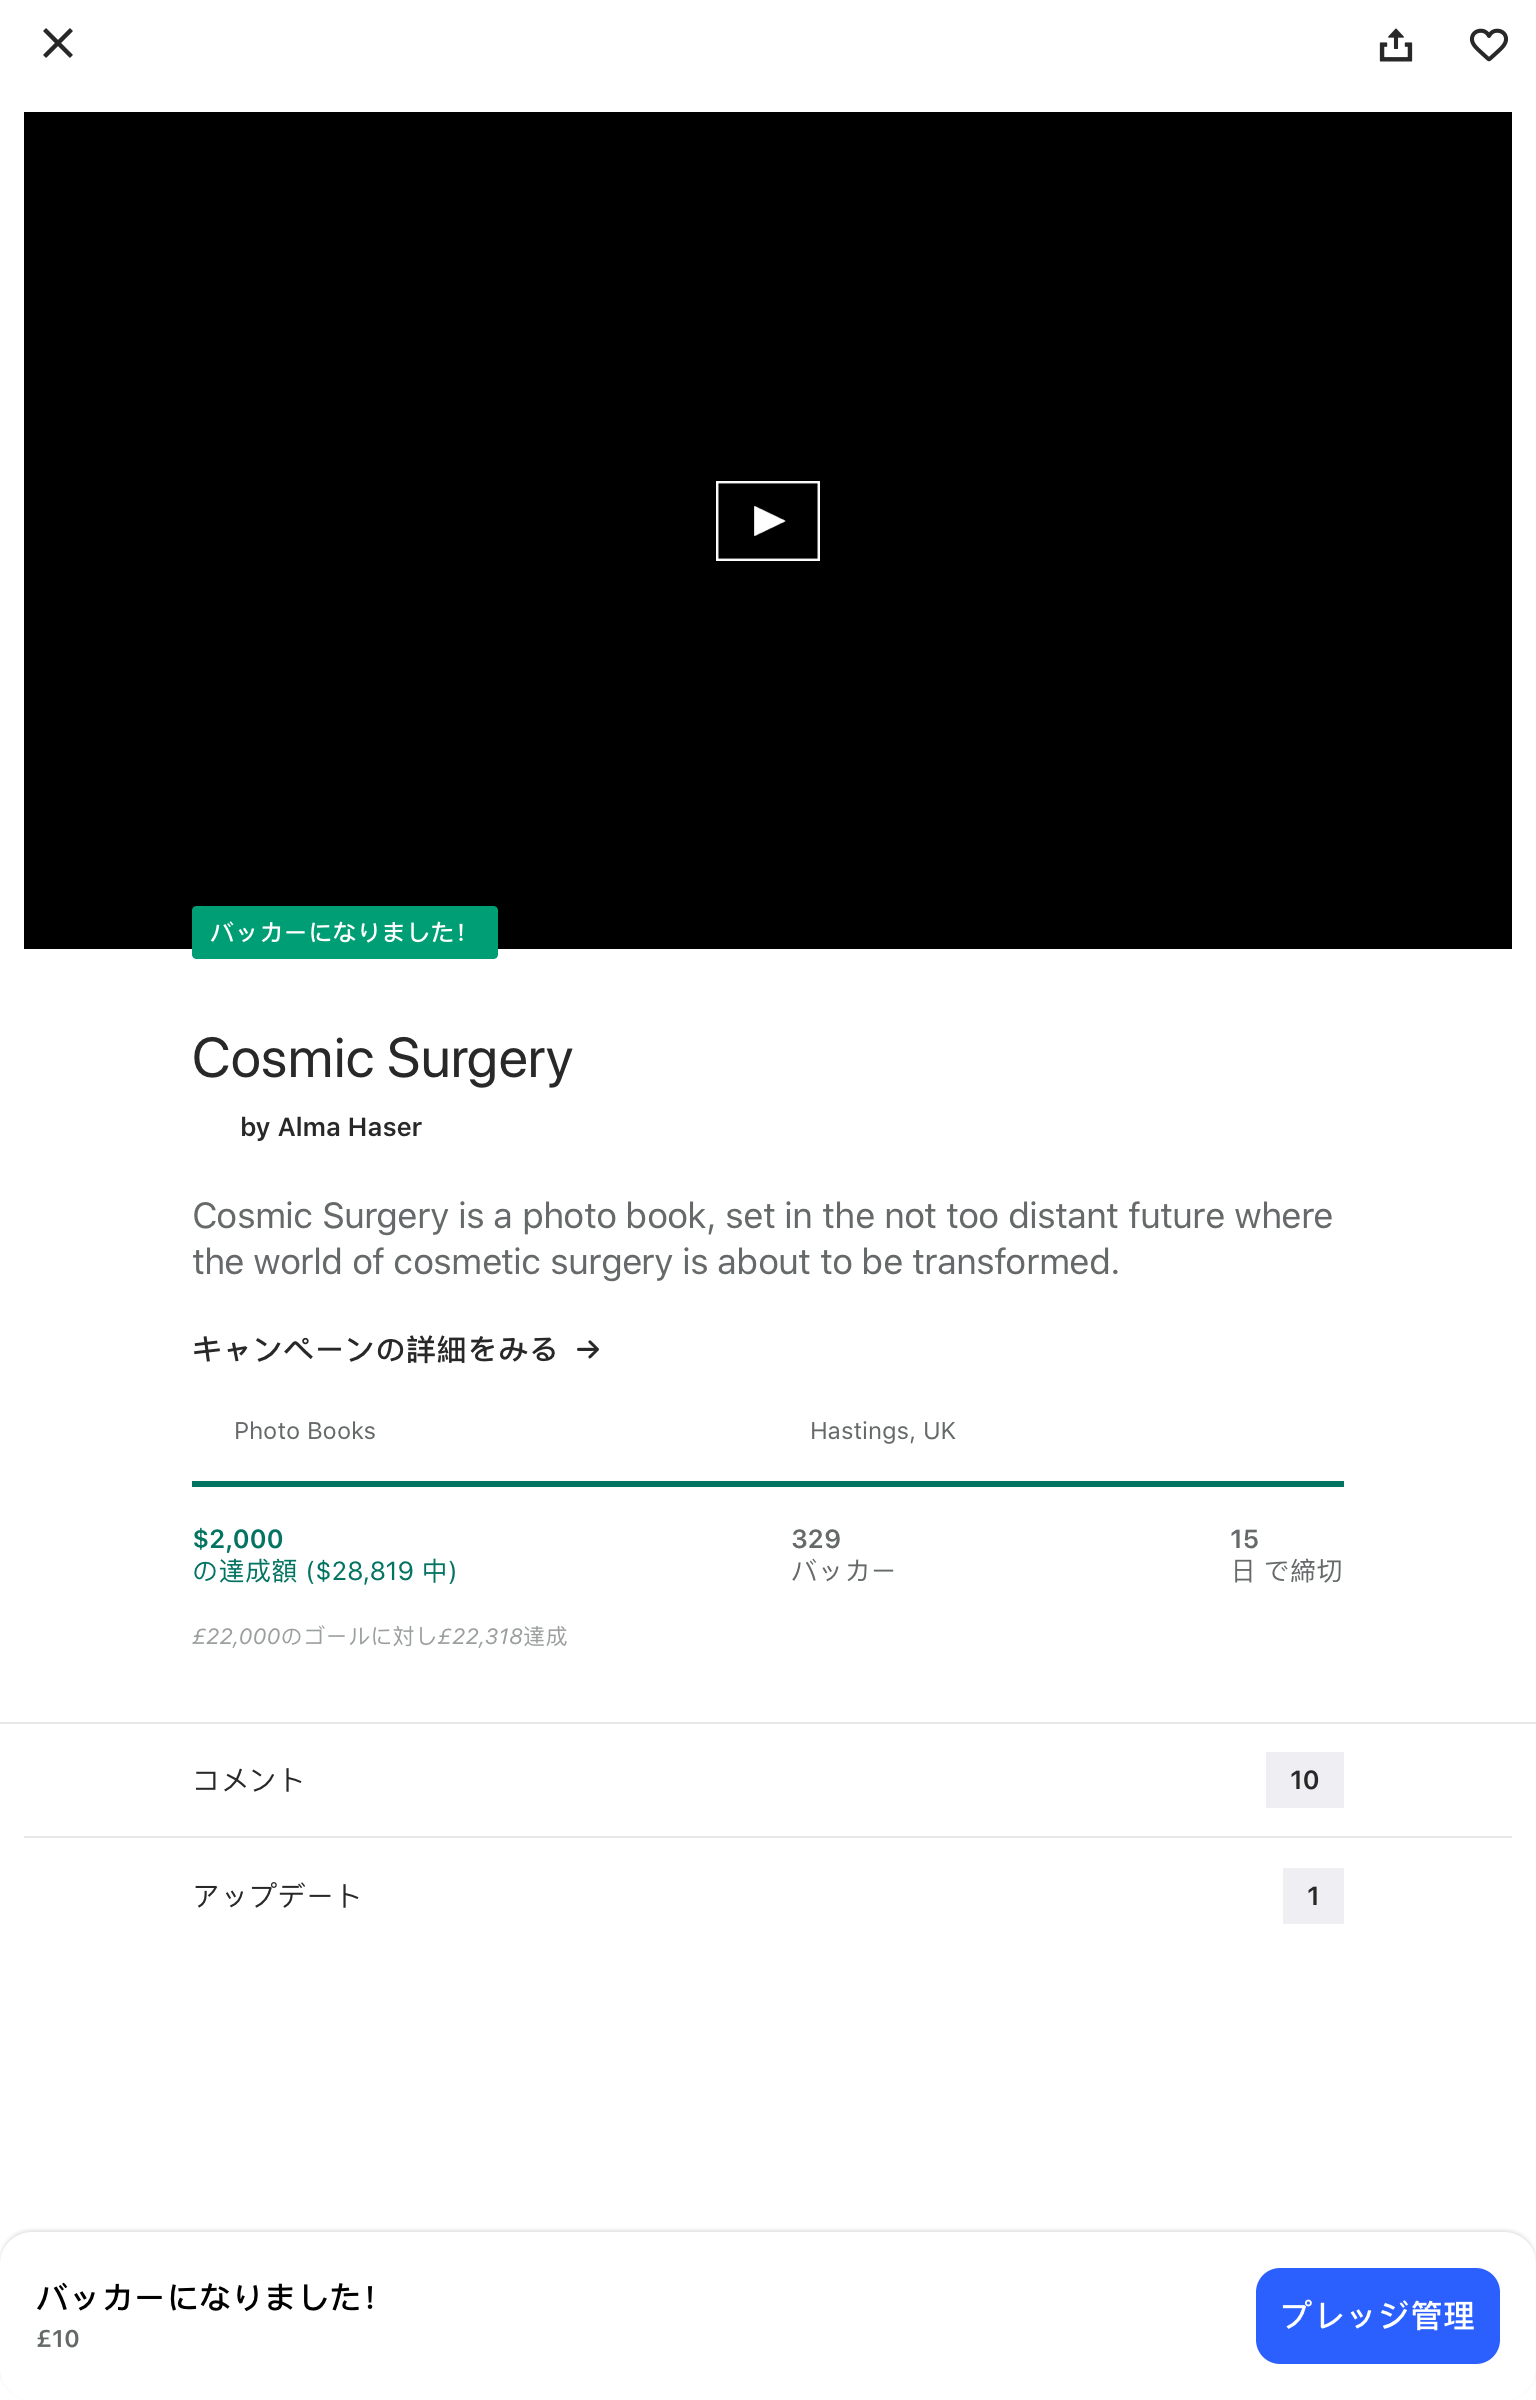 バッカーになりました！
Cosmic Surgery
by Alma Haser
Cosmic Surgery is a photo book, set in the not too distant future where
the world of cosmetic surgery is about to be transformed.
キャンペーンの詳細をみる →
Photo Books
Hastings, UK
$2,000
の達成額 ($28,819 中)
329
バッカー
15
日 で締切
£22,000のゴールに対し£22,318達成
コメント
10
アップデート
1
バッカーになりました！
£10
プレッジ管理